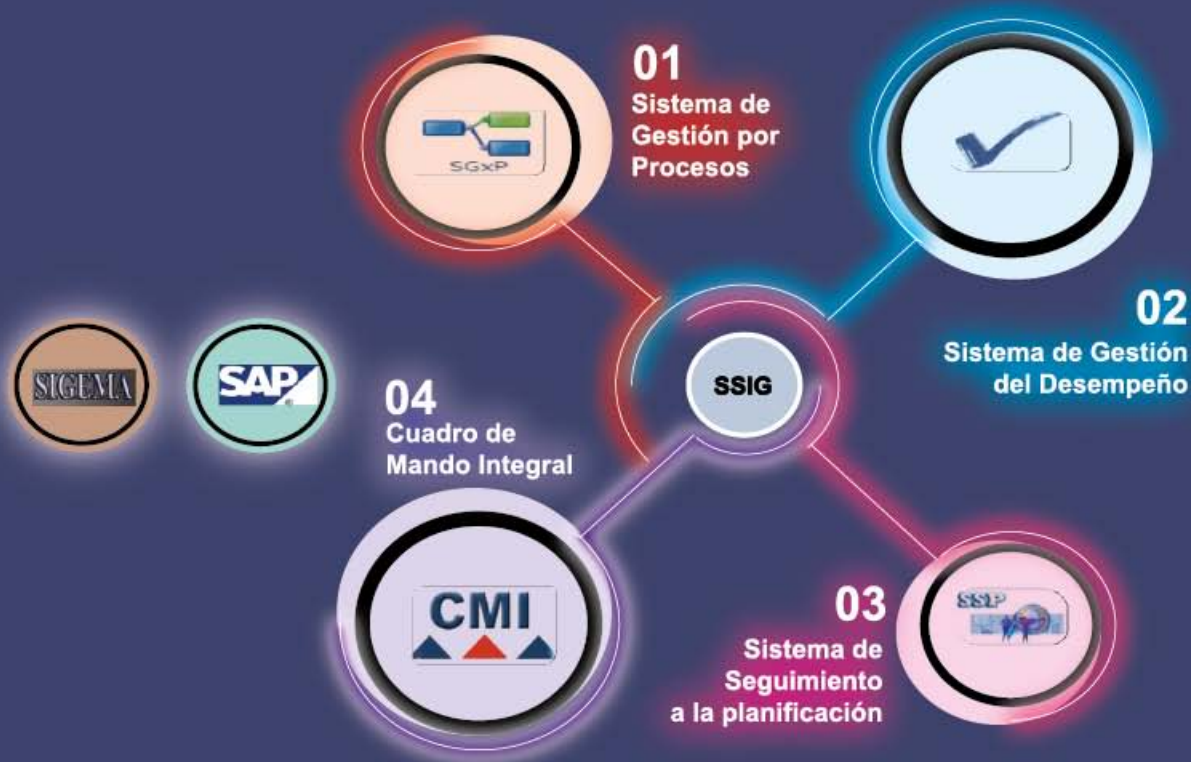 01
Sistema de
Gestión por
Procesos
SGxP
02
Sistema de Gestión
del Desempeño
SSIG
SIGEMA
SAP
04
Cuadro de
Mando Integral
CMI
03
Sistema de
Seguimiento
a la planificación
SSP